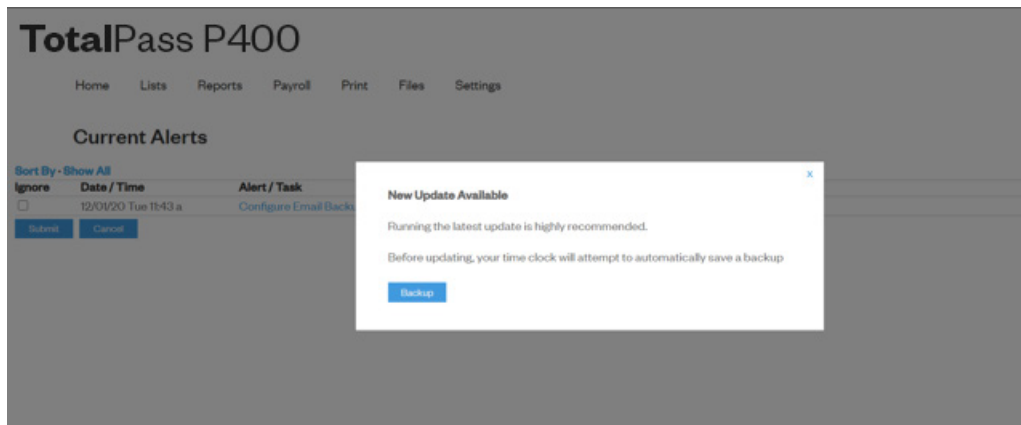 TotalPass P400
Home Lists Reports Payroll Print Files Settings
Current Alerts
Sort By - Show All
Ignore Date / Time Alert / Task
12/01/20 Tue 11:43 a Configure Email Backu
Submit Cancel
x
New Update Available
Running the latest update is highly recommended.
Before updating, your time clock will attempt to automatically save a backup
Backup